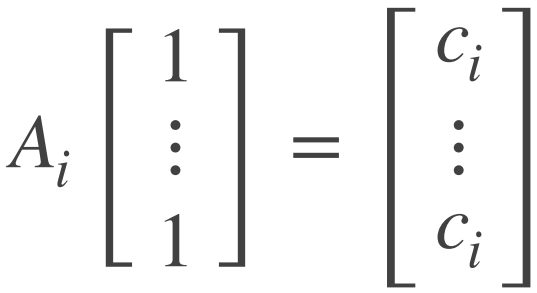 A_i [ 1 ⋮ 1 ] = [ c_i ⋮ c_i ]